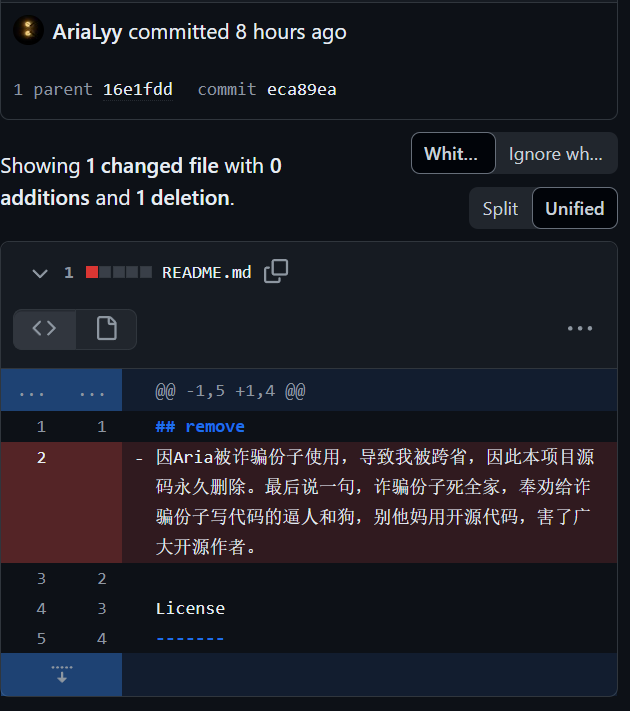 AriaLyy committed 8 hours ago
1 parent 16e1fdd commit eca89ea
Whit... Ignore wh...
Showing 1 changed file with 0
additions and 1 deletion.
Split Unified
1 README.md
... ... @@ -1,5 +1,4 @@
1 1 ## remove
2 - 因Aria被诈骗份子使用，导致我被跨省，因此本项目源
码永久删除。最后说一句，诈骗份子死全家，奉劝给诈
骗份子写代码的逼人和狗，别他妈用开源代码，害了广
大开源作者。
3 2
4 3 License
5 4 -------